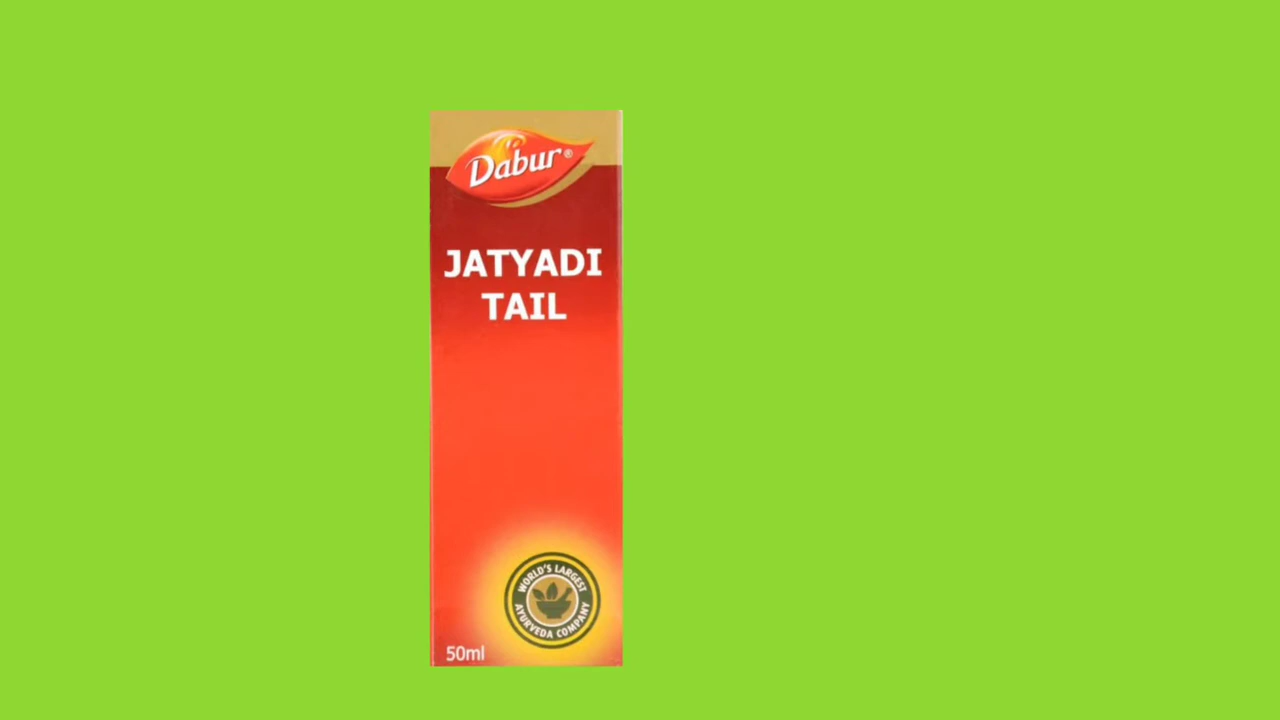 Dabur®
JATYADI
TAIL
WORLD'S LARGEST
AYURVEDA COMPANY
50ml